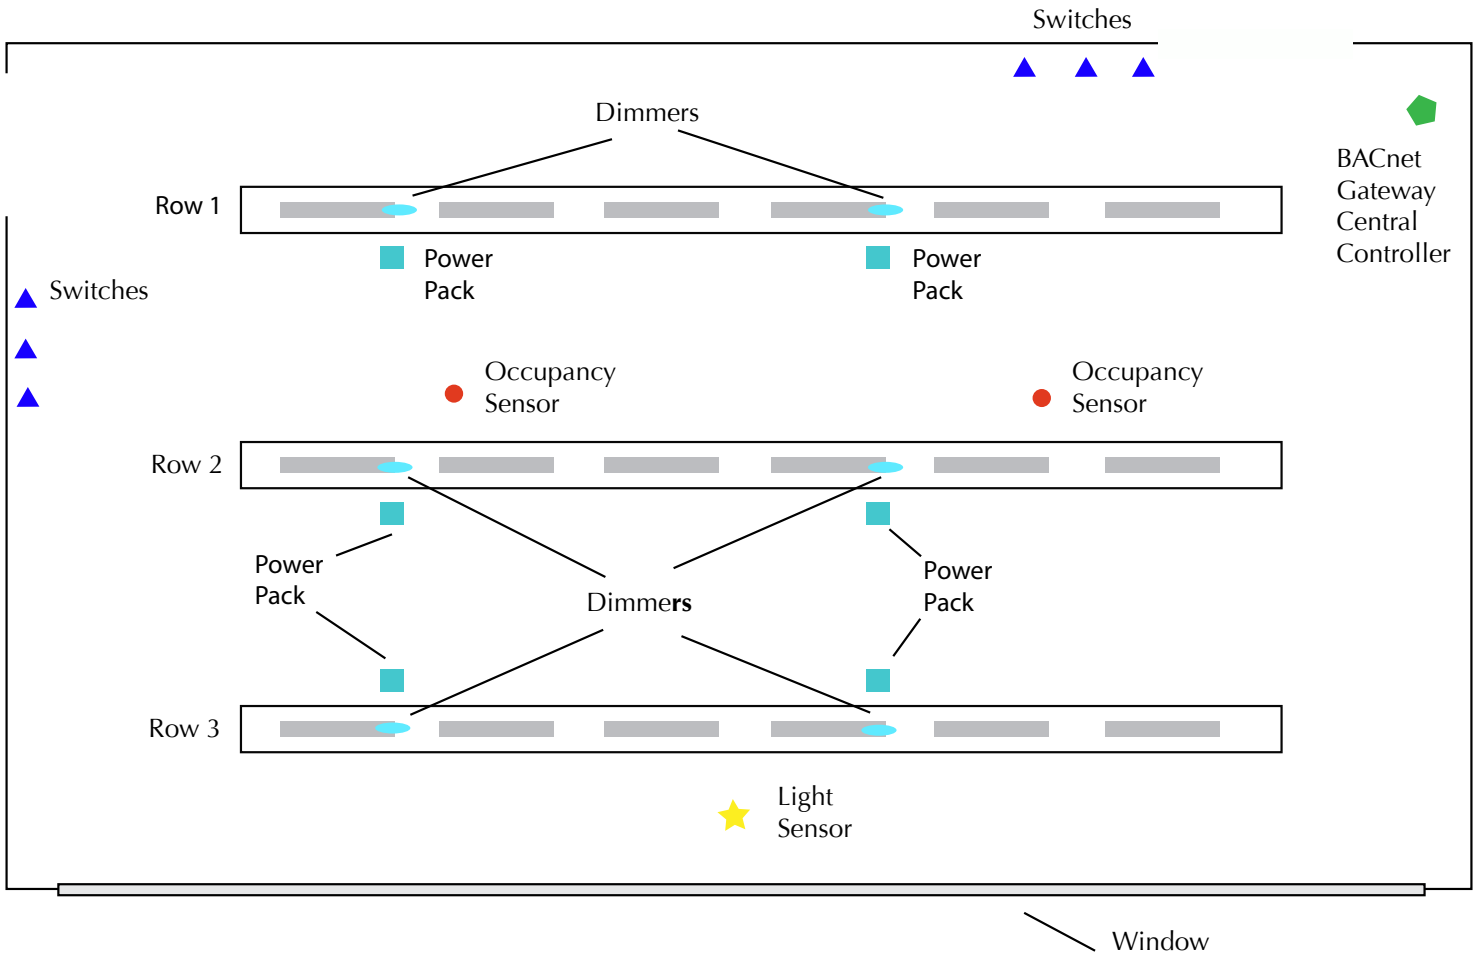 Switches
Dimmers
BACnet
Gateway
Central
Controller
Row 1
Power
Pack
Power
Pack
Switches
Occupancy
Sensor
Occupancy
Sensor
Row 2
Power
Pack
Dimmers
Power
Pack
Row 3
Light
Sensor
Window